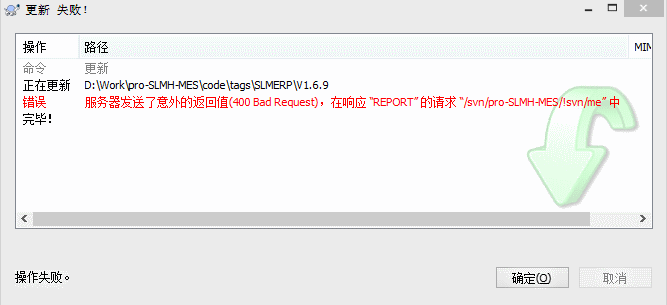 更新 失败！
操作 路径 MIM
命令 更新
正在更新 D:\Work\pro-SLMH-MES\code\tags\SLMERP\V1.6.9
错误 服务器发送了意外的返回值(400 Bad Request)，在响应 “REPORT” 的请求 “/svn/pro-SLMH-MES/!svn/me” 中
完毕！
操作失败。
确定(O) 取消